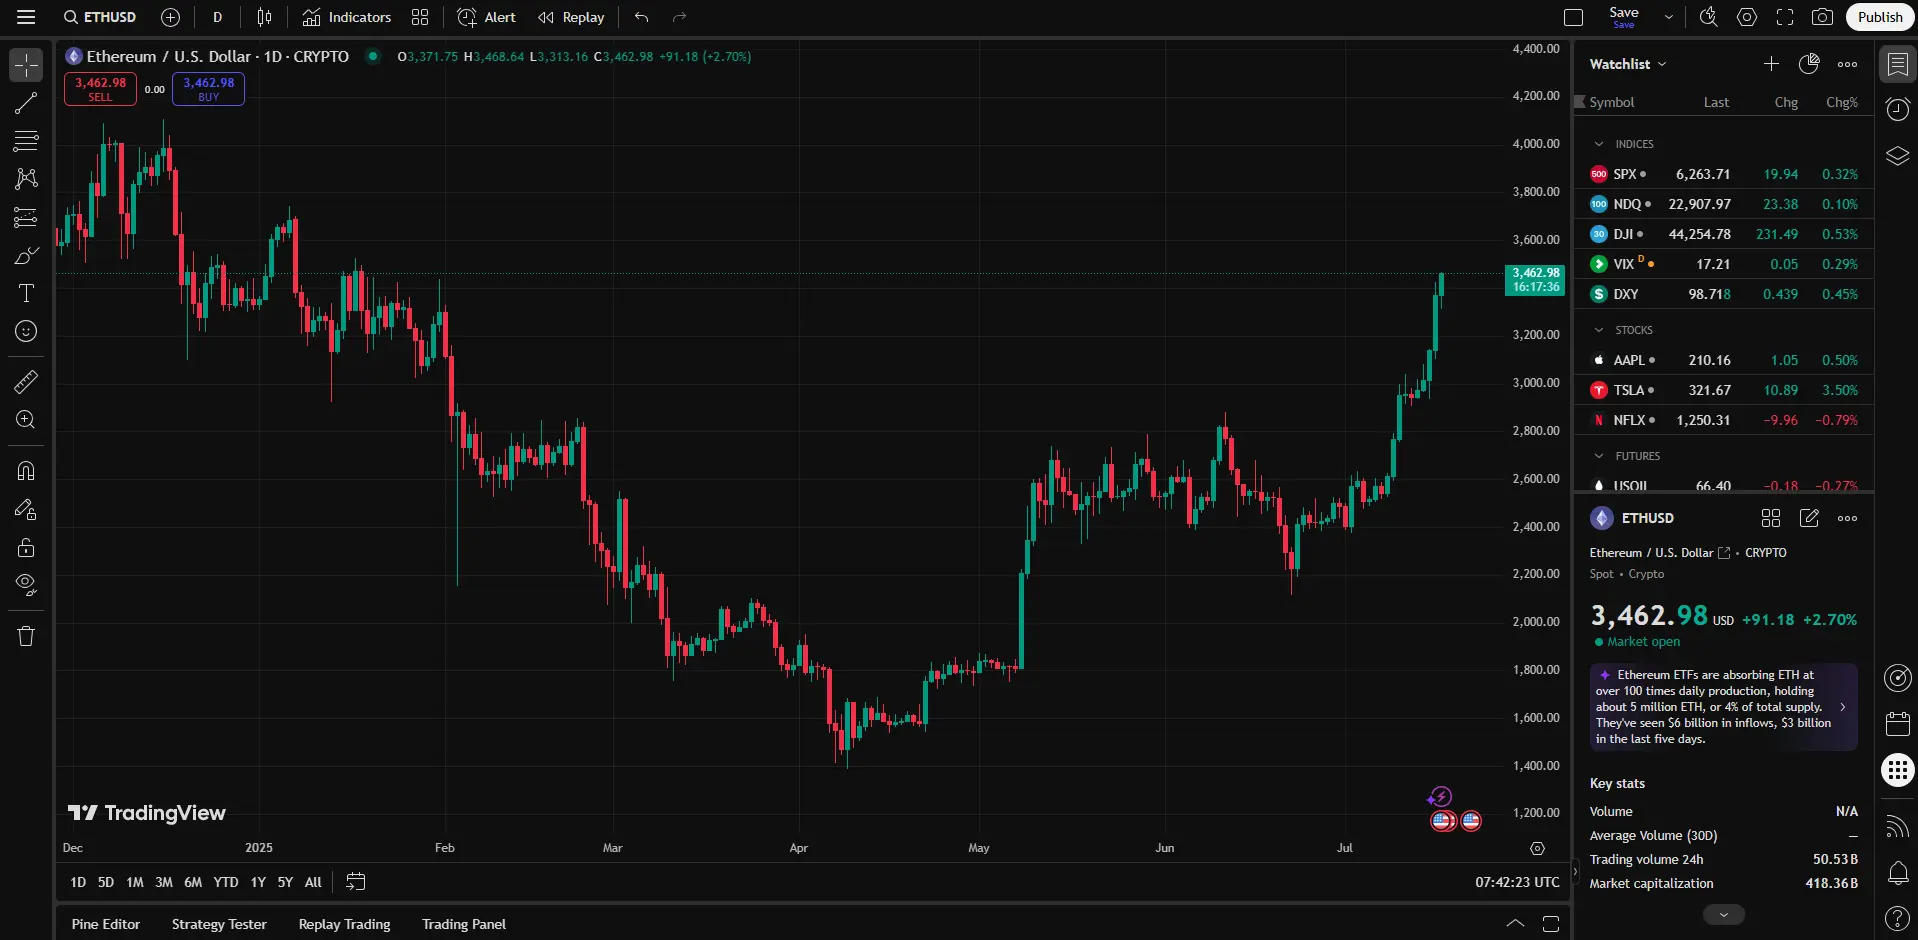 ETHUSD D Indicators Alert Replay Save Save Publish
Ethereum / U.S. Dollar · 1D · CRYPTO O3,371.75 H3,468.64 L3,313.16 C3,462.98 +91.18 (+2.70%)
3,462.98 SELL 0.00 3,462.98 BUY
4,400.00
4,200.00
4,000.00
3,800.00
3,600.00
3,462.98
16:17:36
3,200.00
3,000.00
2,800.00
2,600.00
2,400.00
2,200.00
2,000.00
1,800.00
1,600.00
1,400.00
1,200.00
TradingView
Dec 2025 Feb Mar Apr May Jun Jul
1D 5D 1M 3M 6M YTD 1Y 5Y All 07:42:23 UTC
Pine Editor Strategy Tester Replay Trading Trading Panel
Watchlist
Symbol Last Chg Chg%
INDICES
500 SPX 6,263.71 19.94 0.32%
100 NDQ 22,907.97 23.38 0.10%
30 DJI 44,254.78 231.49 0.53%
VIX D 17.21 0.05 0.29%
$ DXY 98.718 0.439 0.45%
STOCKS
AAPL 210.16 1.05 0.50%
TSLA 321.67 10.89 3.50%
N NFLX 1,250.31 −9.96 −0.79%
FUTURES
USOIL 66.40 −0.18 −0.27%
ETHUSD
Ethereum / U.S. Dollar • CRYPTO
Spot • Crypto
3,462.98 USD +91.18 +2.70%
Market open
Ethereum ETFs are absorbing ETH at
over 100 times daily production, holding
about 5 million ETH, or 4% of total supply.
They've seen $6 billion in inflows, $3 billion
in the last five days.
Key stats
Volume N/A
Average Volume (30D) —
Trading volume 24h 50.53 B
Market capitalization 418.36 B